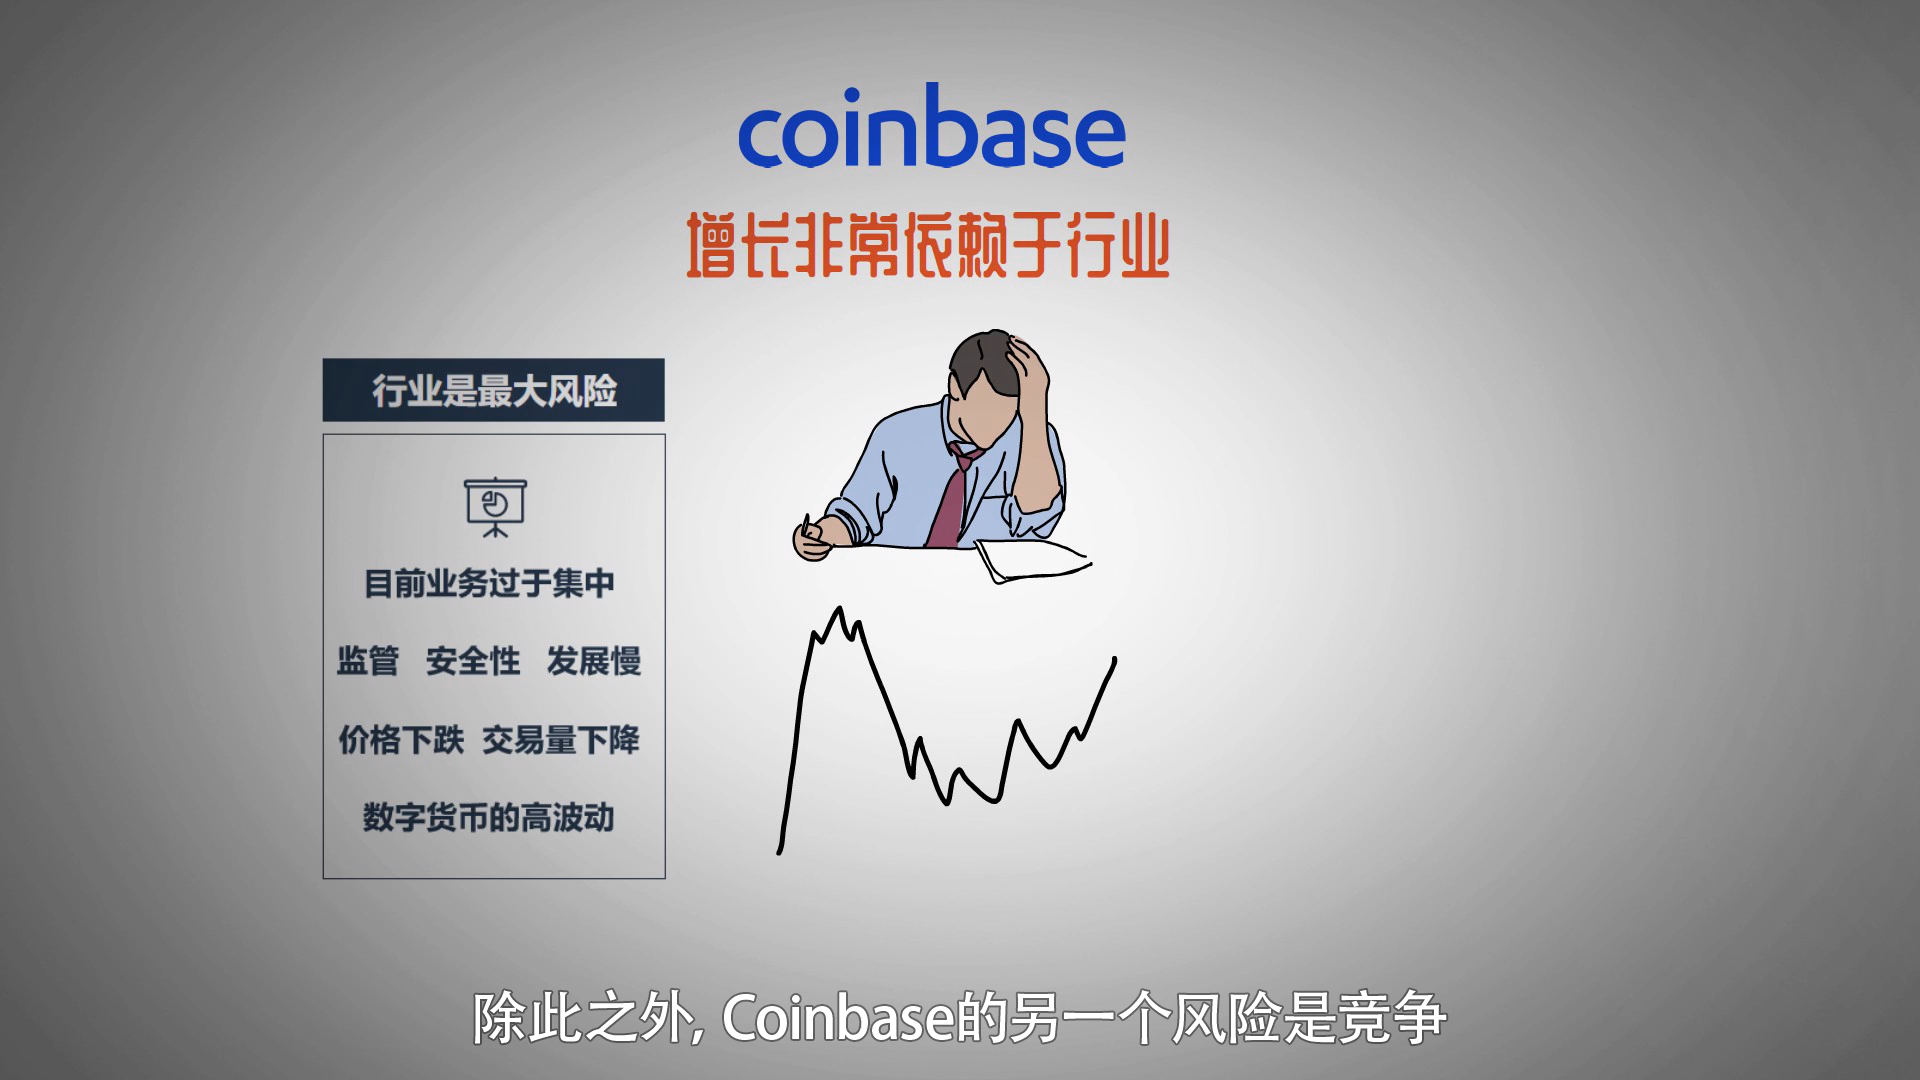 coinbase
增长非常依赖于行业
行业是最大风险
目前业务过于集中
监管 安全性 发展慢
价格下跌 交易量下降
数字货币的高波动
除此之外, Coinbase的另一个风险是竞争